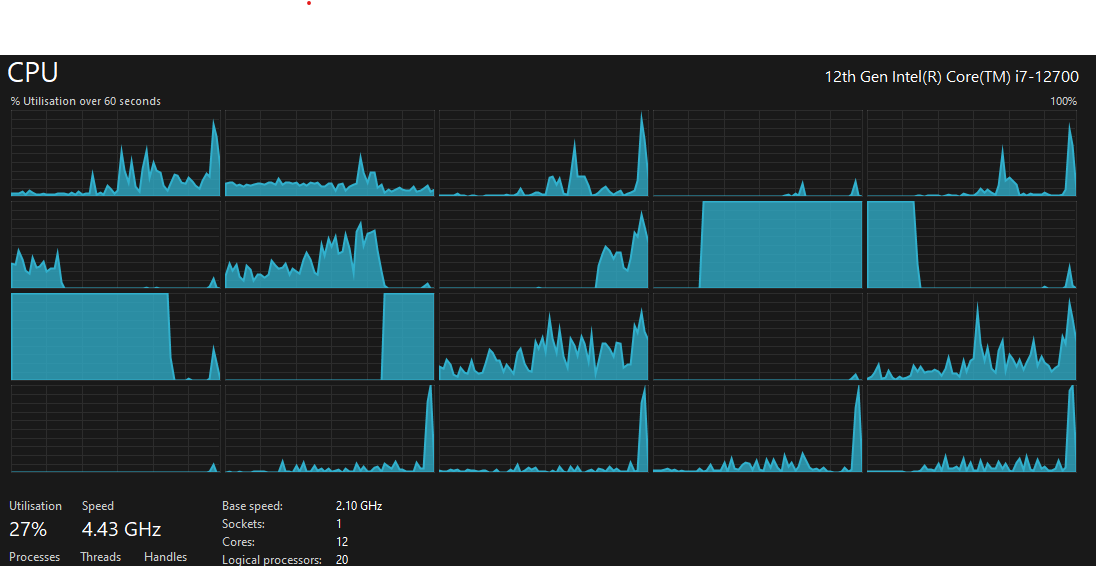 CPU
12th Gen Intel(R) Core(TM) i7-12700
% Utilisation over 60 seconds
100%
Utilisation Speed
27% 4.43 GHz
Processes Threads Handles
Base speed: 2.10 GHz
Sockets: 1
Cores: 12
Logical processors: 20